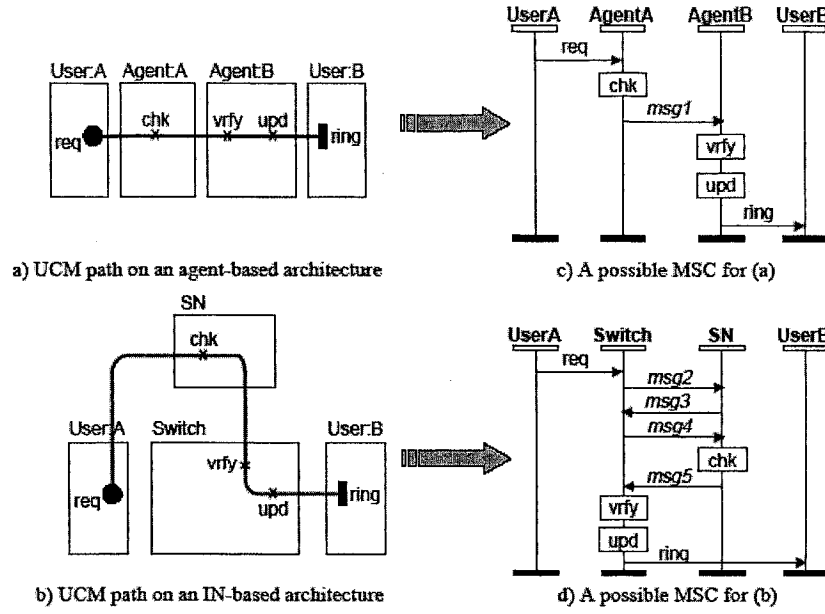 User:A
Agent:A
Agent:B
User:B
chk
vrfy
upd
req
ring
a) UCM path on an agent-based architecture
UserA
AgentA
AgentB
UserB
req
chk
msg1
vrfy
upd
ring
c) A possible MSC for (a)
SN
chk
User:A
Switch
User:B
vrfy
req
upd
ring
b) UCM path on an IN-based architecture
UserA
Switch
SN
UserB
req
msg2
msg3
msg4
chk
msg5
vrfy
upd
ring
d) A possible MSC for (b)